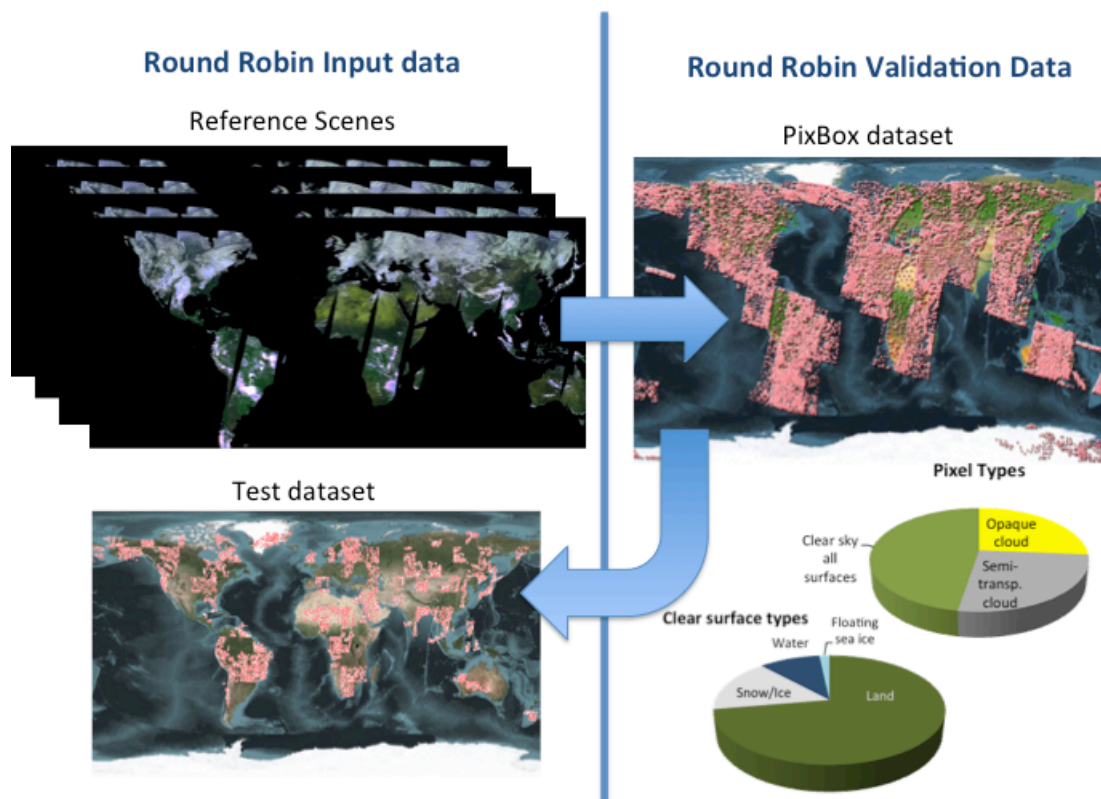 Round Robin Input data
Reference Scenes
Test dataset
Round Robin Validation Data
PixBox dataset
Pixel Types
Opaque
cloud
Clear sky
all
surfaces
Semi-
transp.
cloud
Clear surface types
Floating
sea ice
Water
Snow/Ice
Land